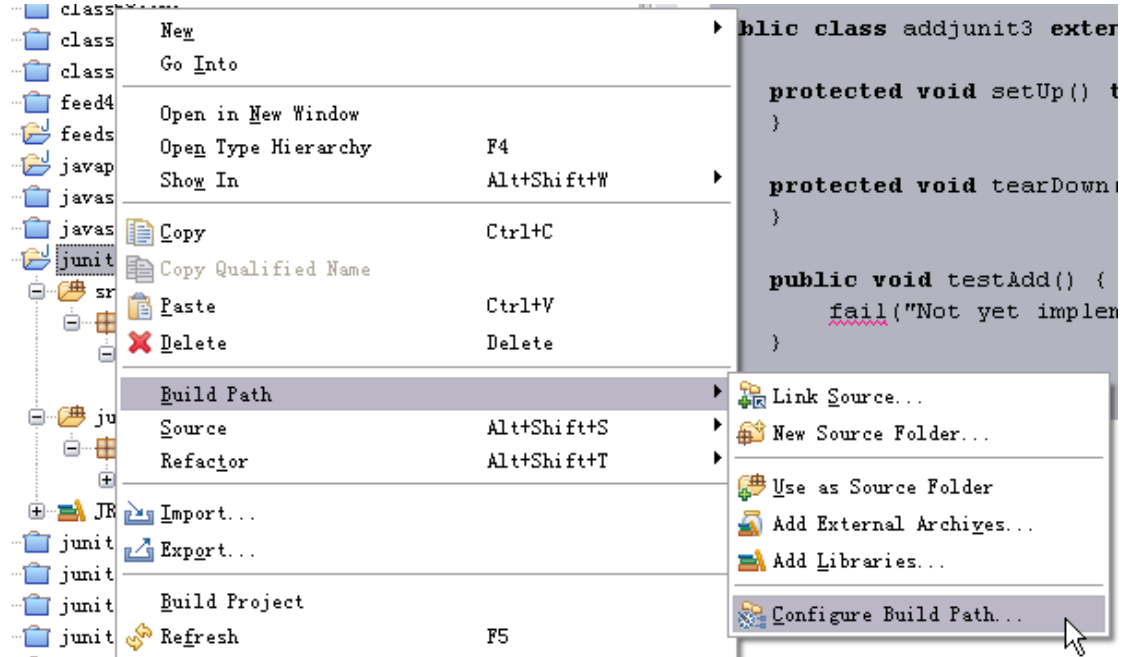 class
class
feed4
feeds
javap
javas
javas
junit
sr
ju
JR
junit
junit
junit
junit
New
Go Into
Open in New Window
Open Type Hierarchy F4
Show In Alt+Shift+W
Copy Ctrl+C
Copy Qualified Name
Paste Ctrl+V
Delete Delete
Build Path
Source Alt+Shift+S
Refactor Alt+Shift+T
Import...
Export...
Build Project
Refresh F5
Link Source...
New Source Folder...
Use as Source Folder
Add External Archives...
Add Libraries...
Configure Build Path...
blic class addjunit3 exten
protected void setUp() t
}
protected void tearDown(
}
public void testAdd() {
fail("Not yet implem
}